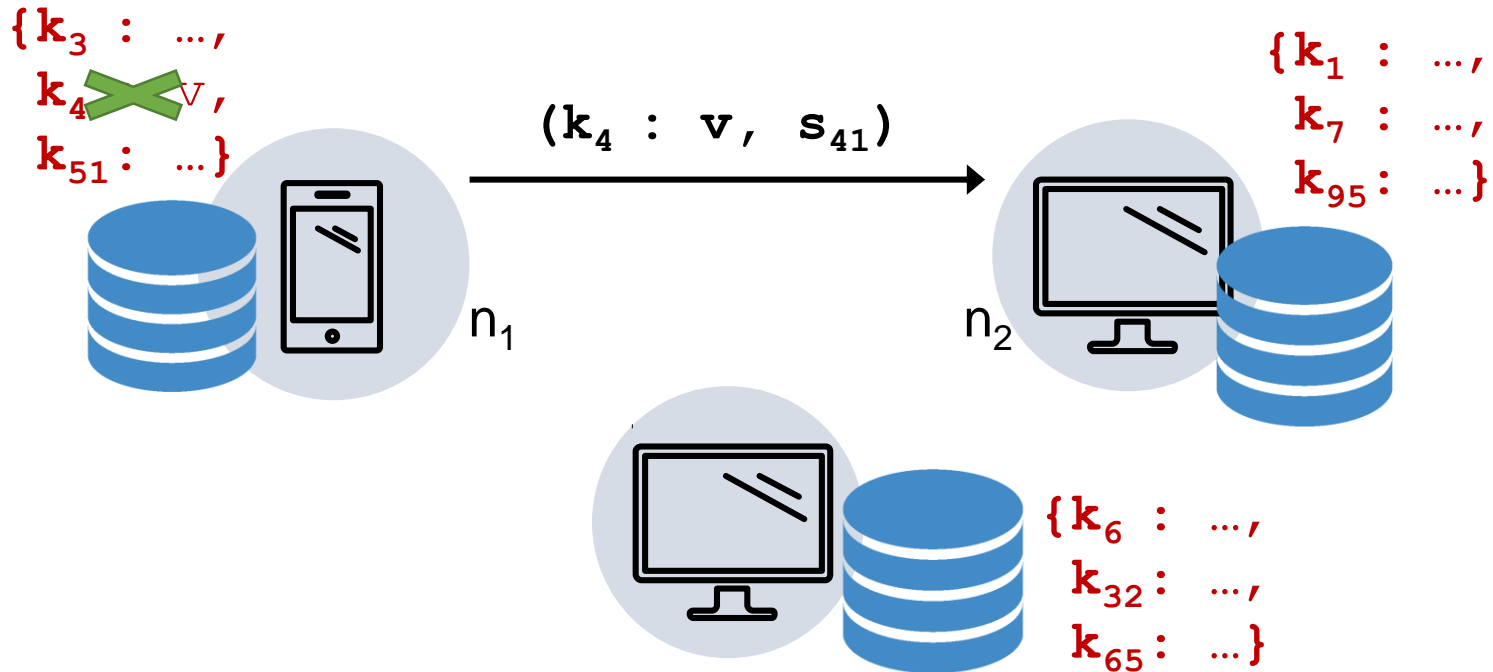 {k₃ : …,
k₄ v,
k₅₁: …}
(k₄ : v, s₄₁)
{k₁ : …,
k₇ : …,
k₉₅: …}
n₁
n₂
{k₆ : …,
k₃₂: …,
k₆₅: …}